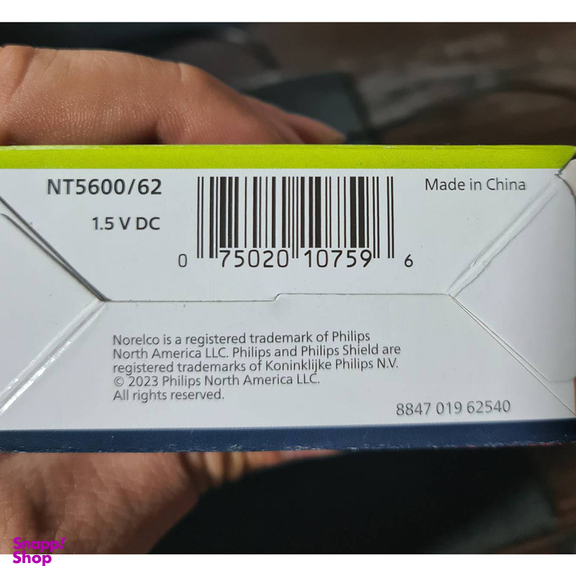 NT5600/62
1.5 V DC
0 75020 10759 6
Made in China
Norelco is a registered trademark of Philips
North America LLC. Philips and Philips Shield are
registered trademarks of Koninklijke Philips N.V.
© 2023 Philips North America LLC.
All rights reserved.
8847 019 62540
Snapp!
Shop